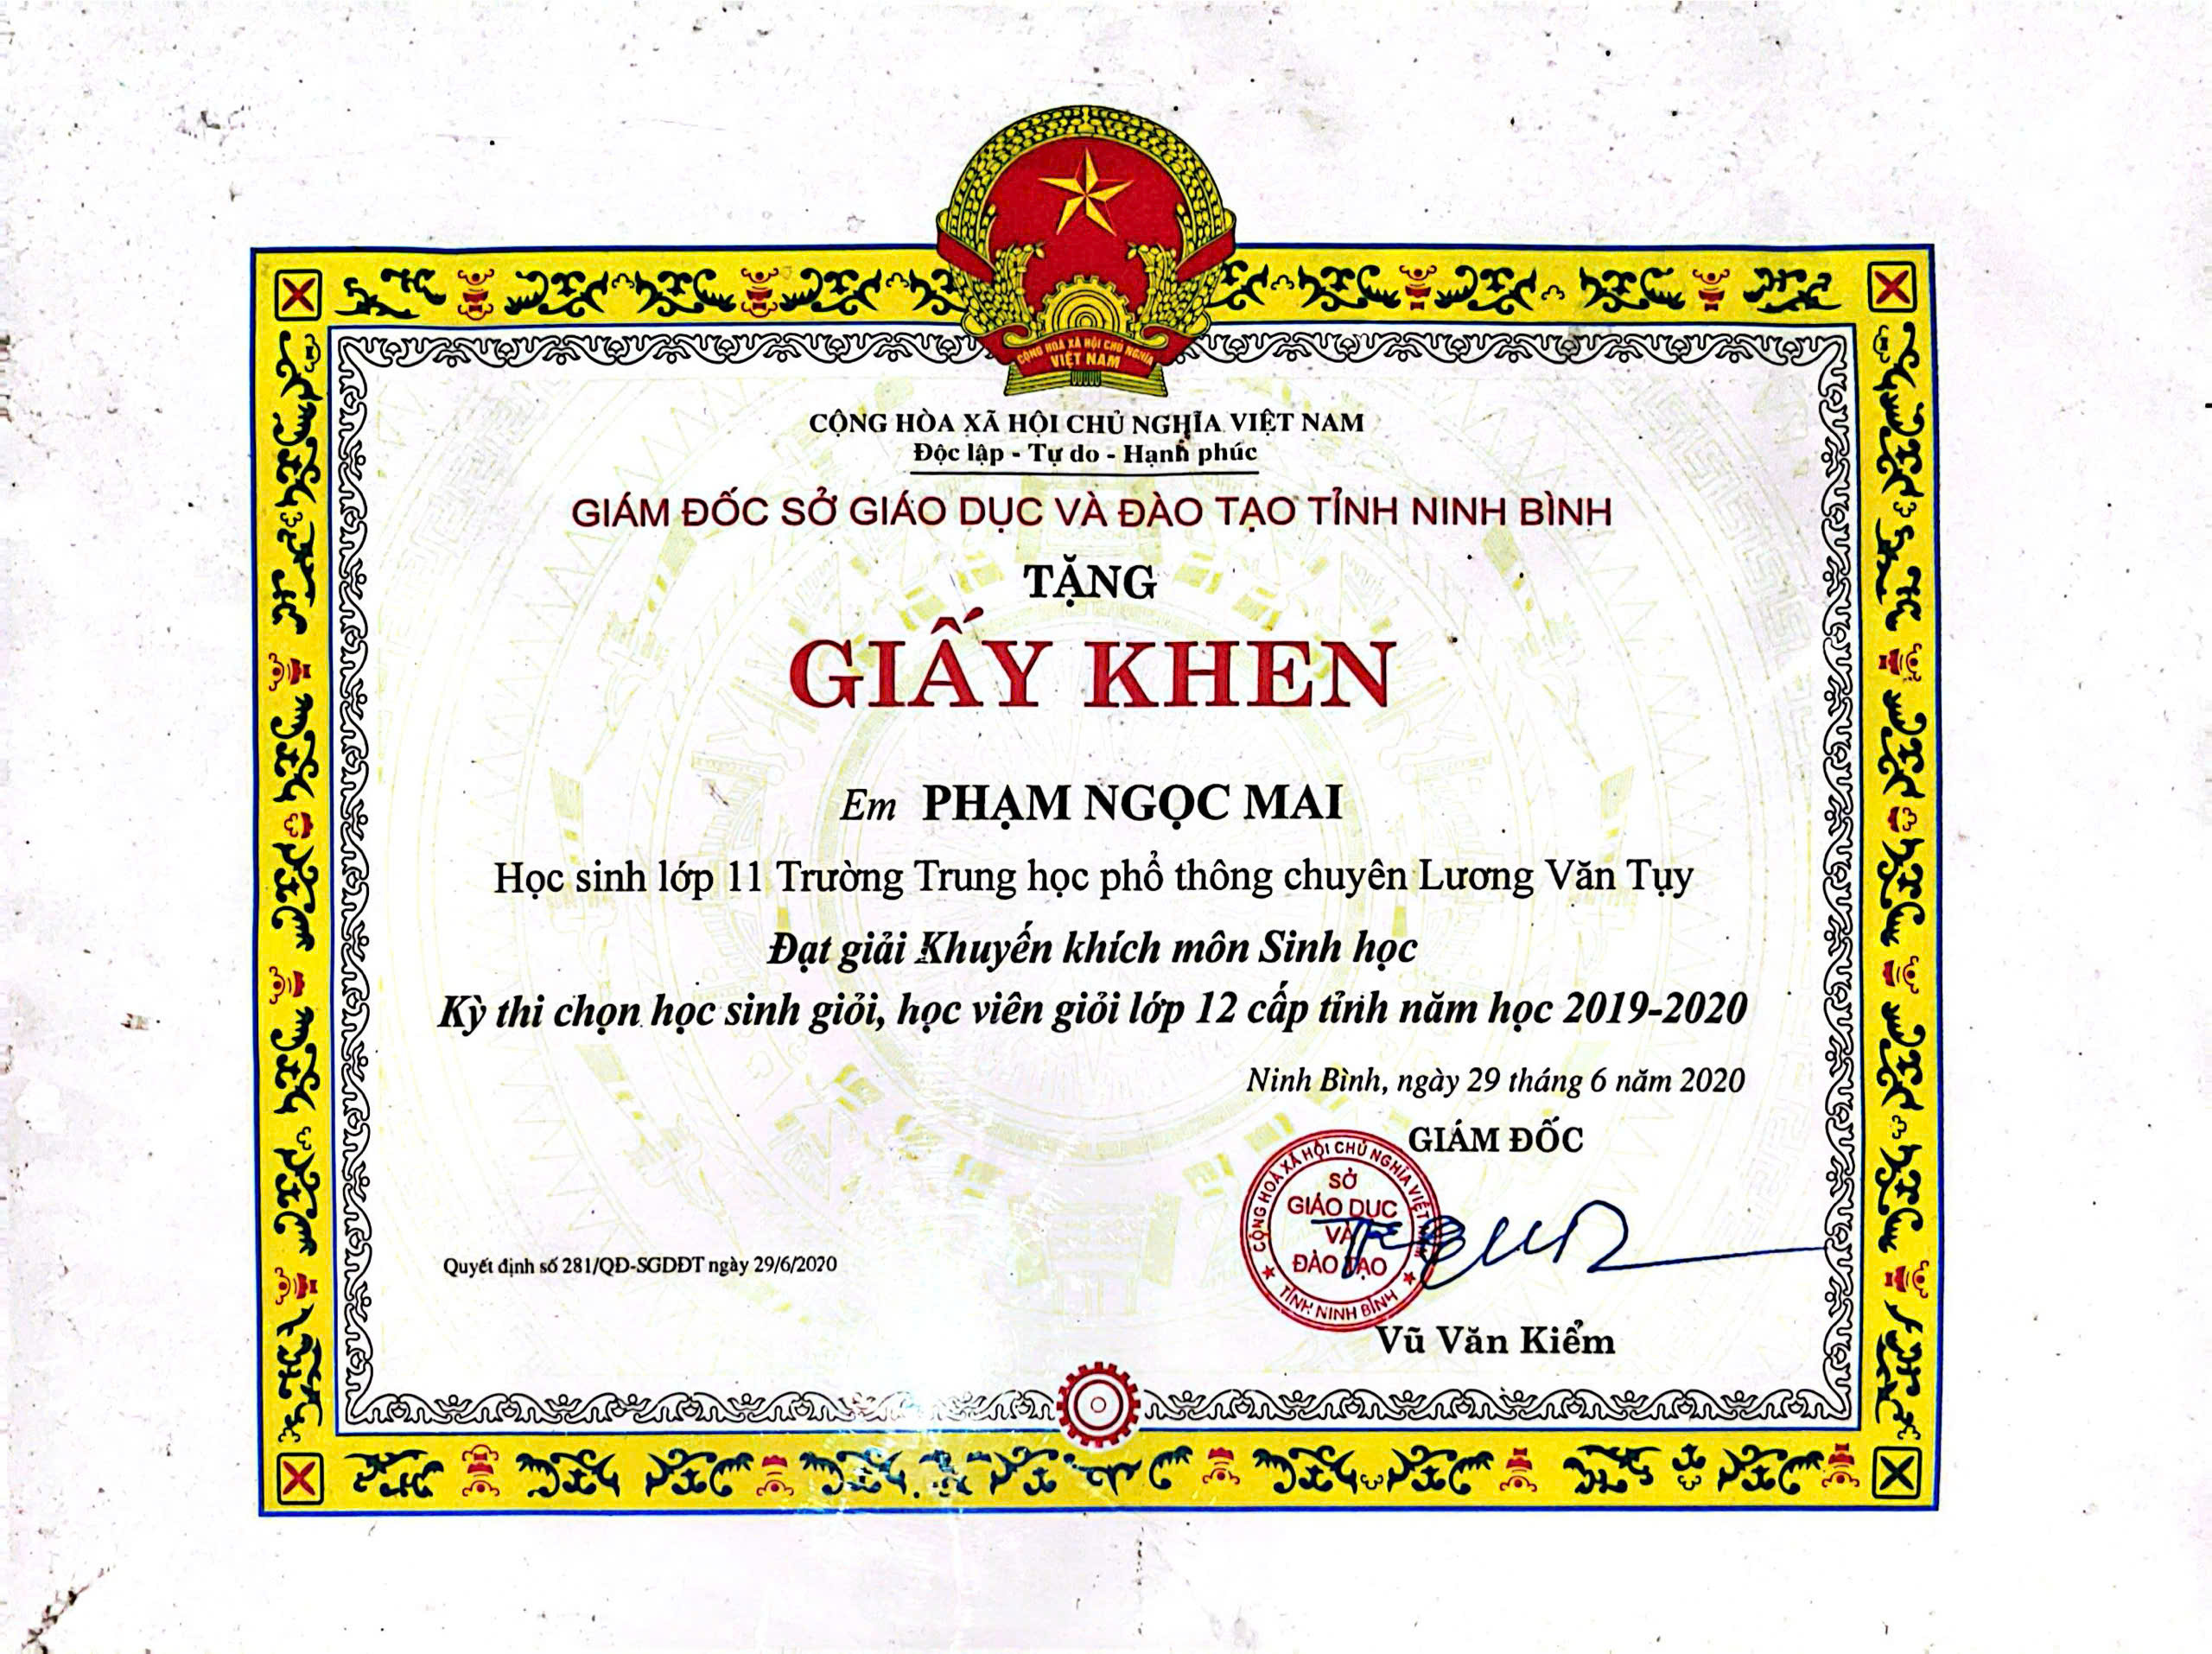 CỘNG HOÀ XÃ HỘI CHỦ NGHĨA
VIỆT NAM
CỘNG HÒA XÃ HỘI CHỦ NGHĨA VIỆT NAM
Độc lập - Tự do - Hạnh phúc
GIÁM ĐỐC SỞ GIÁO DỤC VÀ ĐÀO TẠO TỈNH NINH BÌNH
TẶNG
GIẤY KHEN
Em PHẠM NGỌC MAI
Học sinh lớp 11 Trường Trung học phổ thông chuyên Lương Văn Tụy
Đạt giải Khuyến khích môn Sinh học
Kỳ thi chọn học sinh giỏi, học viên giỏi lớp 12 cấp tỉnh năm học 2019-2020
Ninh Bình, ngày 29 tháng 6 năm 2020
GIÁM ĐỐC
CỘNG HOÀ XÃ HỘI CHỦ NGHĨA VIỆT NAM
SỞ
GIÁO DỤC
VÀ
ĐÀO TẠO
TỈNH NINH BÌNH
Quyết định số 281/QĐ-SGDĐT ngày 29/6/2020
Vũ Văn Kiểm